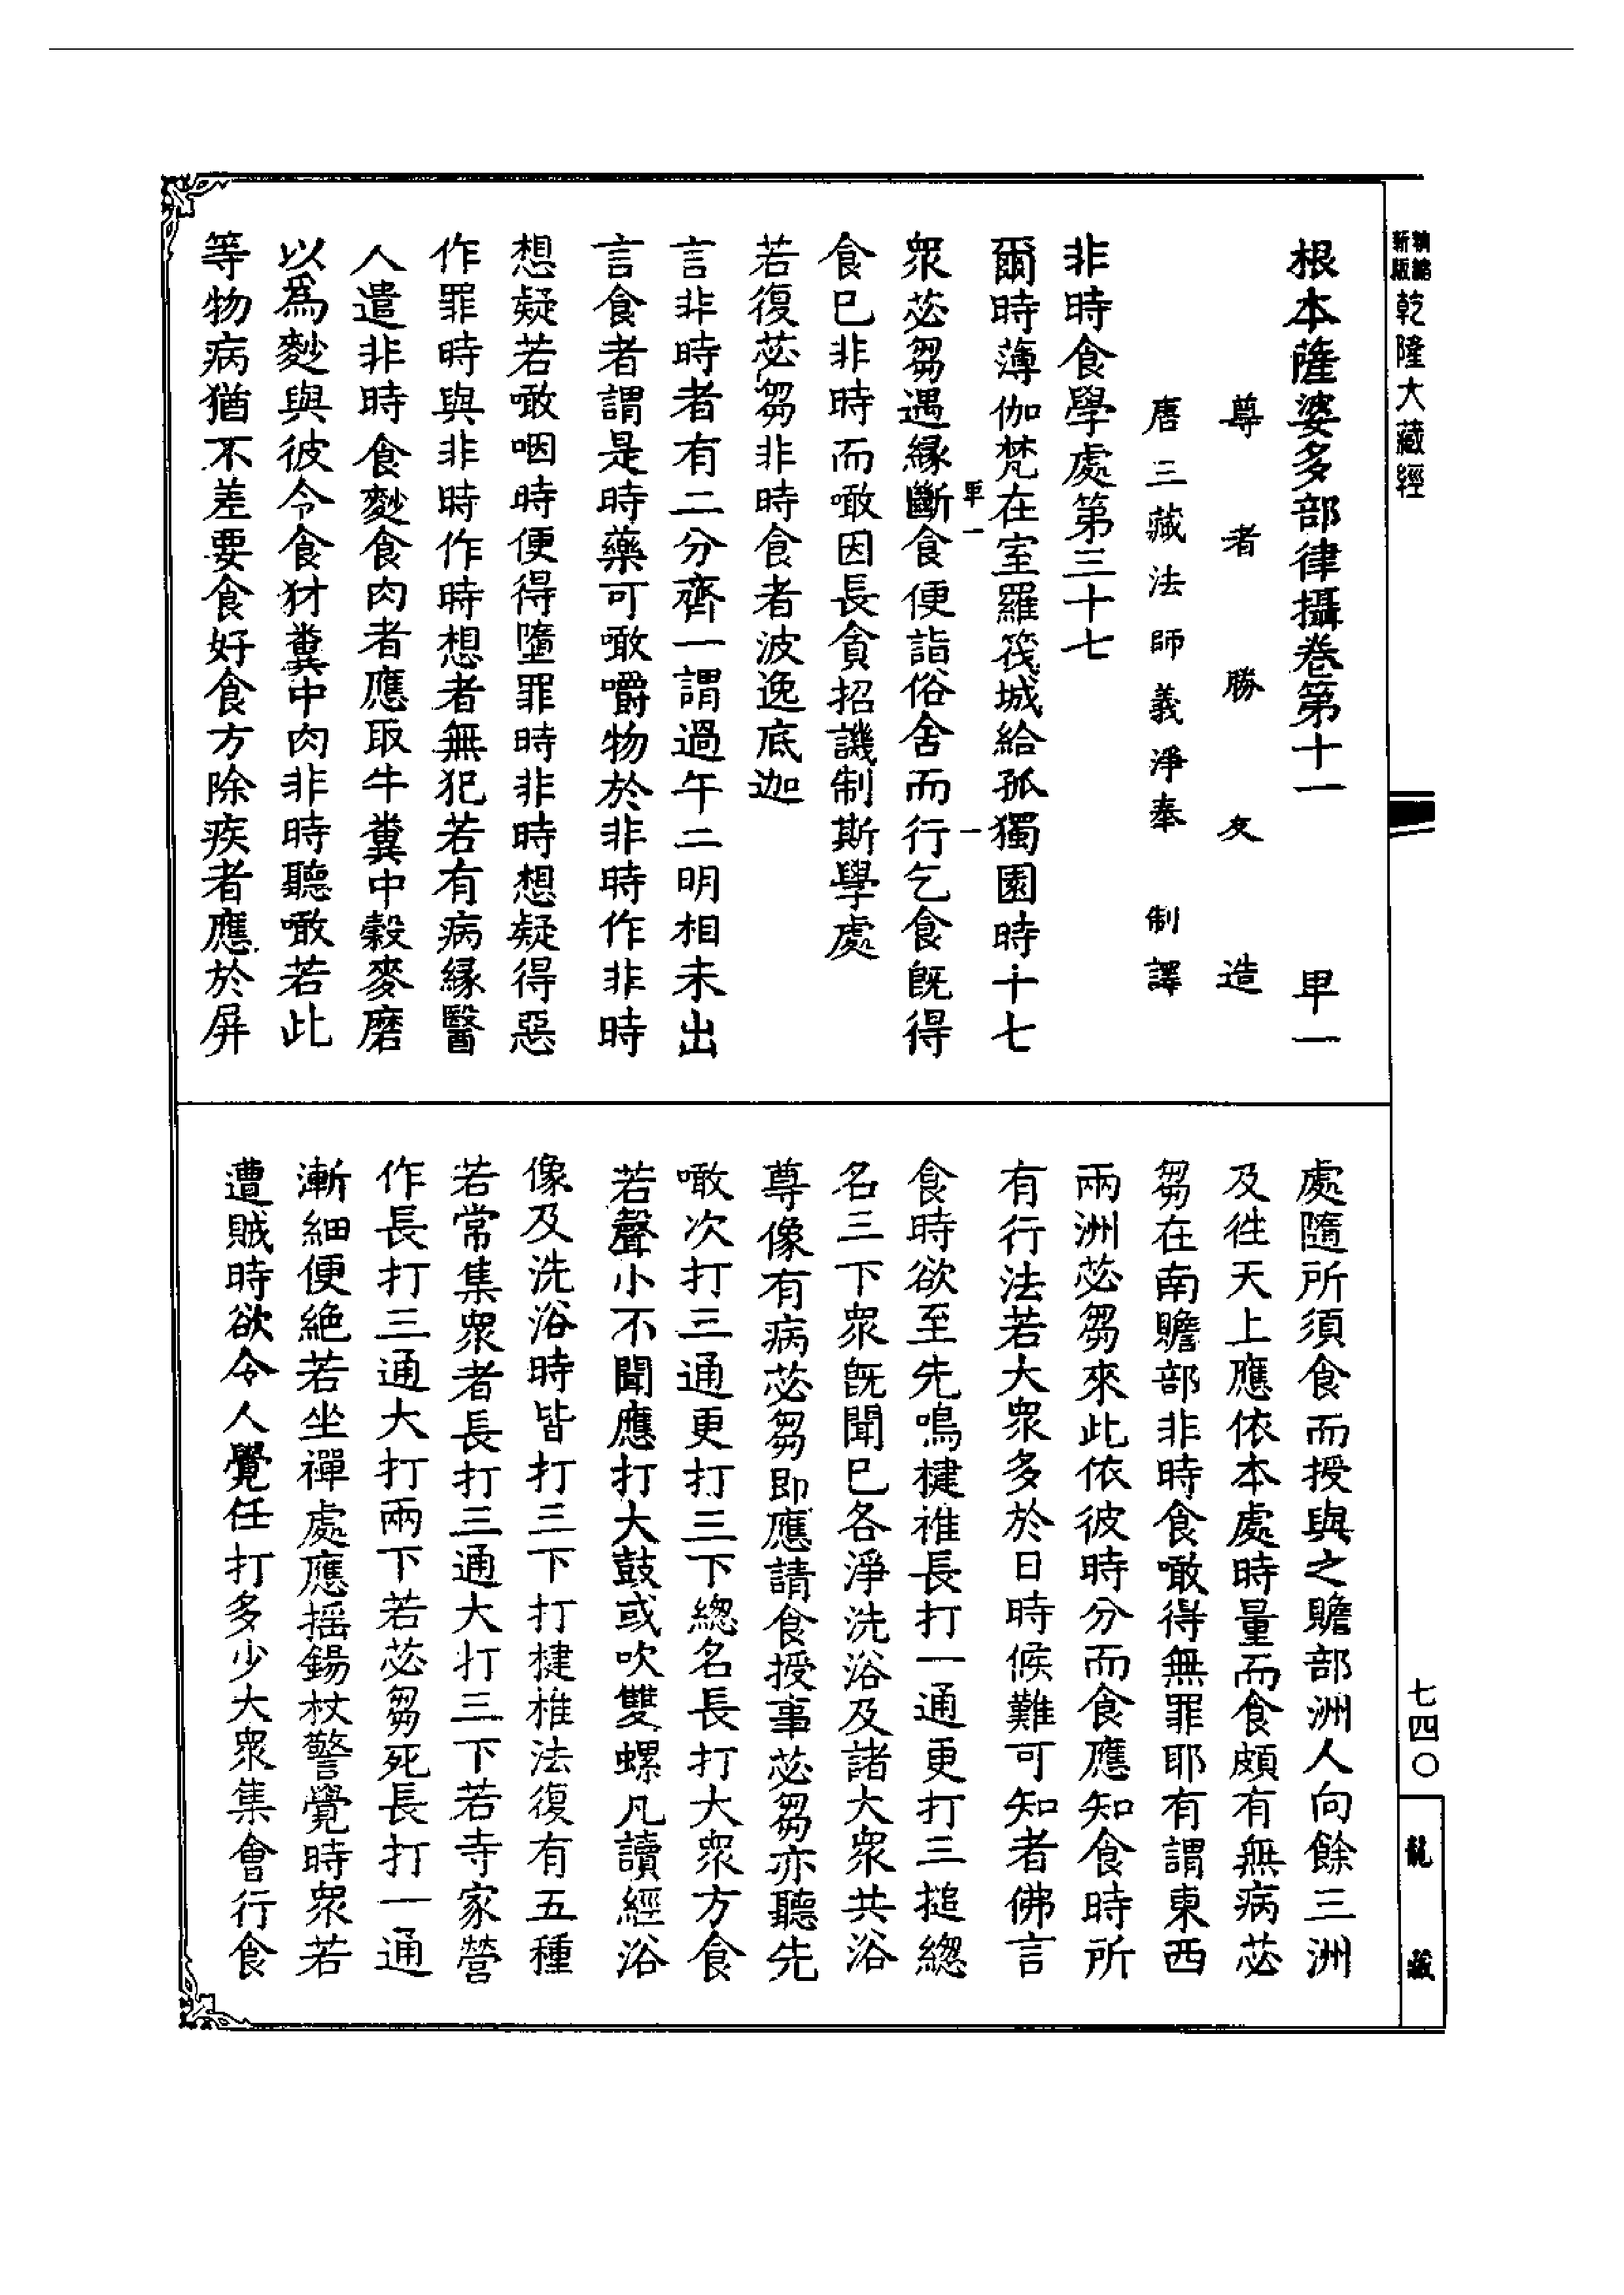 精縮新版乾隆大藏經
根本薩婆多部律攝卷第十一 早一
尊者勝友造
唐三藏法師義淨奉 制譯
非時食學處第三十七
爾時薄伽梵在室羅筏城給孤獨園時十七
早一 一
眾苾芻遇緣斷食便詣俗舍而行乞食既得
食已非時而噉因長貪招譏制斯學處
若復苾芻非時食者波逸底迦
言非時者有二分齊一謂過午二明相未出
言食者謂是時藥可噉嚼物於非時作非時
想疑若噉咽時便得墮罪時非時想疑得惡
作罪時與非時作時想者無犯若有病緣醫
人遣非時食麨食肉者應取牛糞中穀麥磨
以為麨與彼令食犲糞中肉非時聽噉若此
等物病猶不差要食好食方除疾者應於屏
處隨所須食而授與之贍部洲人向餘三洲
及往天上應依本處時量而食頗有無病苾
芻在南贍部非時食噉得無罪耶有謂東西
兩洲苾芻來此依彼時分而食應知食時所
有行法若大眾多於日時候難可知者佛言
食時欲至先鳴揵椎長打一通更打三搥總
名三下眾既聞已各淨洗浴及諸大眾共浴
尊像有病苾芻即應請食授事苾芻亦聽先
噉次打三通更打三下總名長打大眾方食
若聲小不聞應打大鼓或吹雙螺凡讀經浴
像及洗浴時皆打三下打揵椎法復有五種
若常集眾者長打三通大打三下若寺家營
作長打三通大打兩下若苾芻死長打一通
漸細便絕若坐禪處應搖錫杖警覺時眾若
遭賊時欲令人覺任打多少大眾集會行食
七四〇
龍藏